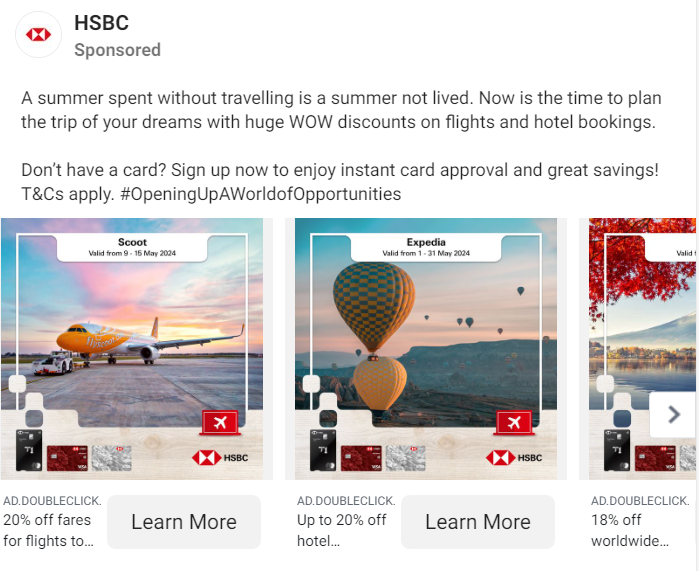 HSBC
Sponsored
A summer spent without travelling is a summer not lived. Now is the time to plan
the trip of your dreams with huge WOW discounts on flights and hotel bookings.
Don’t have a card? Sign up now to enjoy instant card approval and great savings!
T&Cs apply. #OpeningUpAWorldofOpportunities
Scoot
Valid from 9 - 15 May 2024
HSBC
Expedia
Valid from 1 - 31 May 2024
HSBC
Valid f
AD.DOUBLECLICK.
20% off fares
for flights to...
Learn More
AD.DOUBLECLICK.
Up to 20% off
hotel...
Learn More
AD.DOUBLECLICK.
18% off
worldwide...